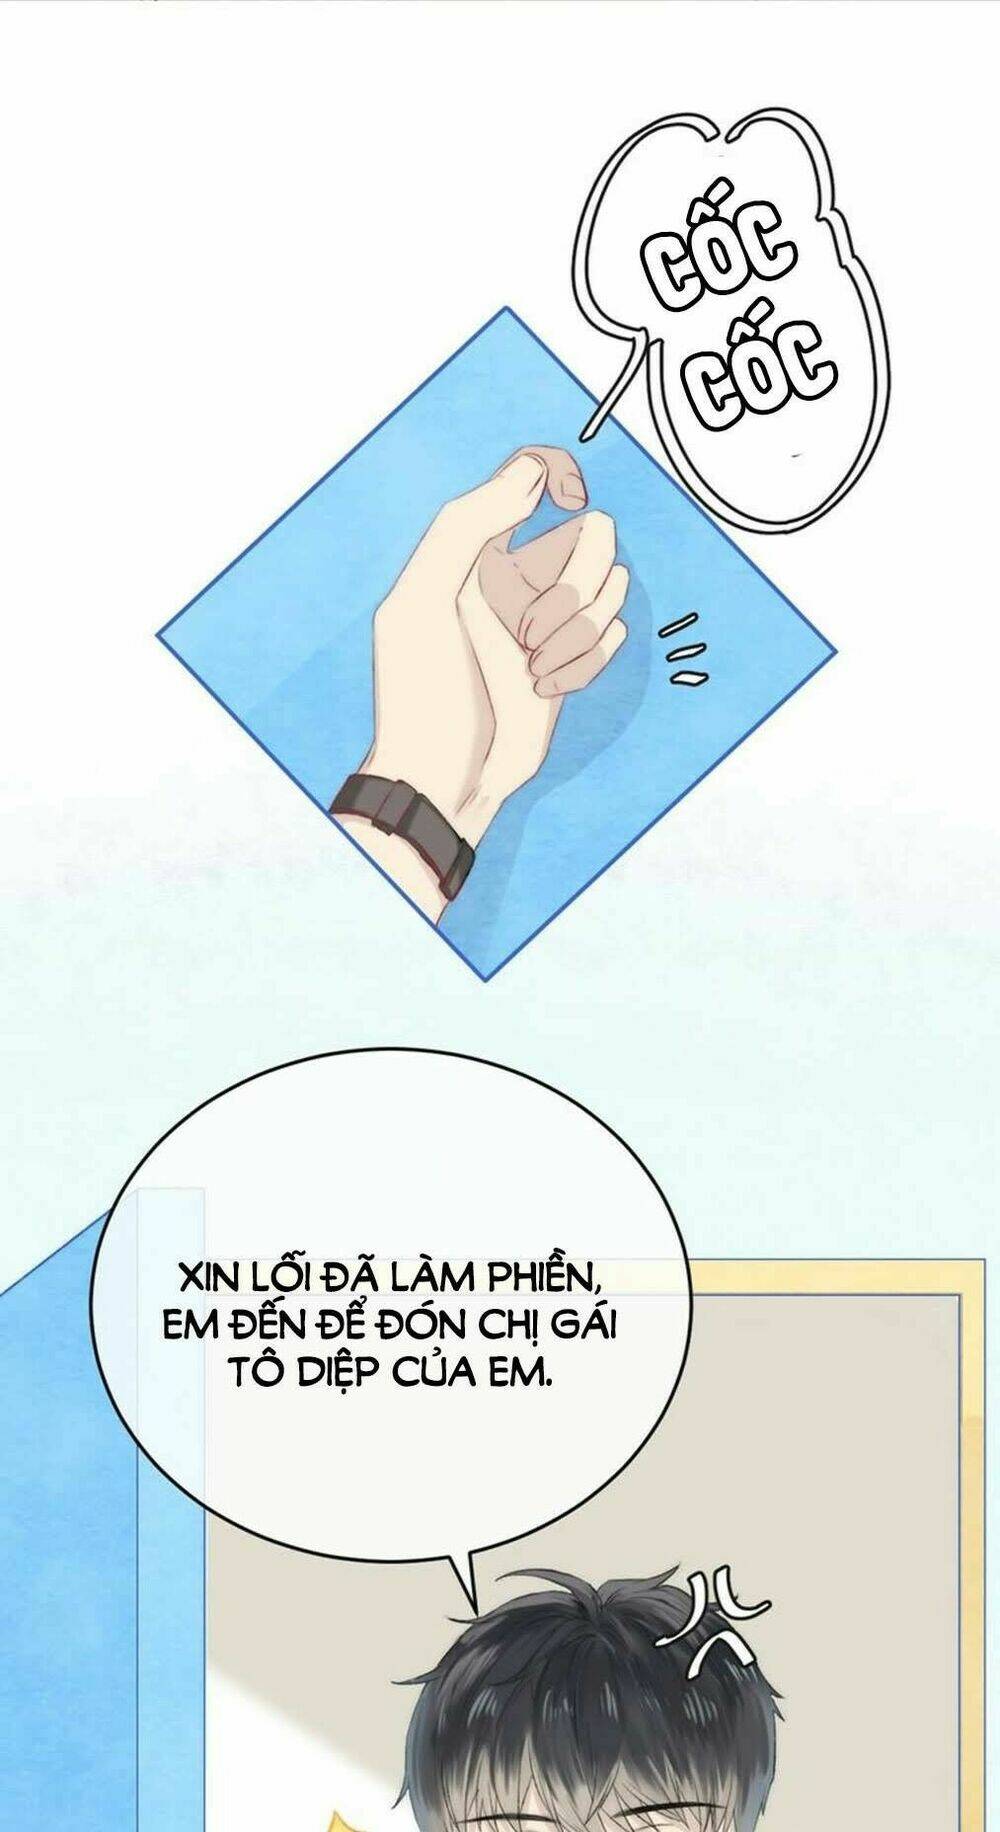 CỐC
CỐC
XIN LỖI ĐÃ LÀM PHIỀN,
EM ĐẾN ĐỂ ĐÓN CHỊ GÁI
TÔ DIỆP CỦA EM.